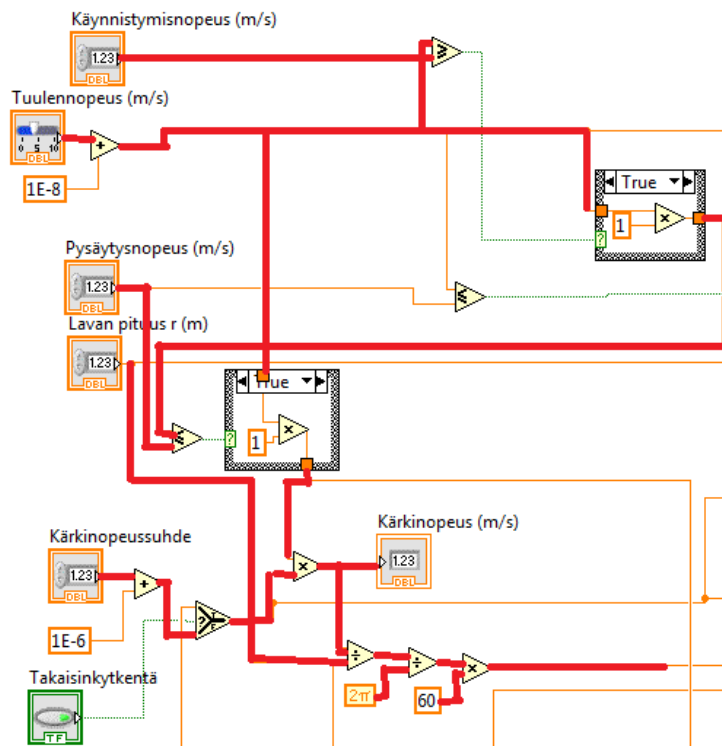 Käynnistymisnopeus (m/s)
1.23
DBL
Tuulennopeus (m/s)
0 5 10
DBL
+
1E-8
≥
True
1
×
?
Pysäytysnopeus (m/s)
1.23
DBL
≤
Lavan pituus r (m)
1.23
DBL
True
1
×
≤
?
Kärkinopeussuhde
1.23
DBL
+
1E-6
? T F
×
Kärkinopeus (m/s)
1.23
DBL
÷
÷
×
2π
60
Takaisinkytkentä
TF